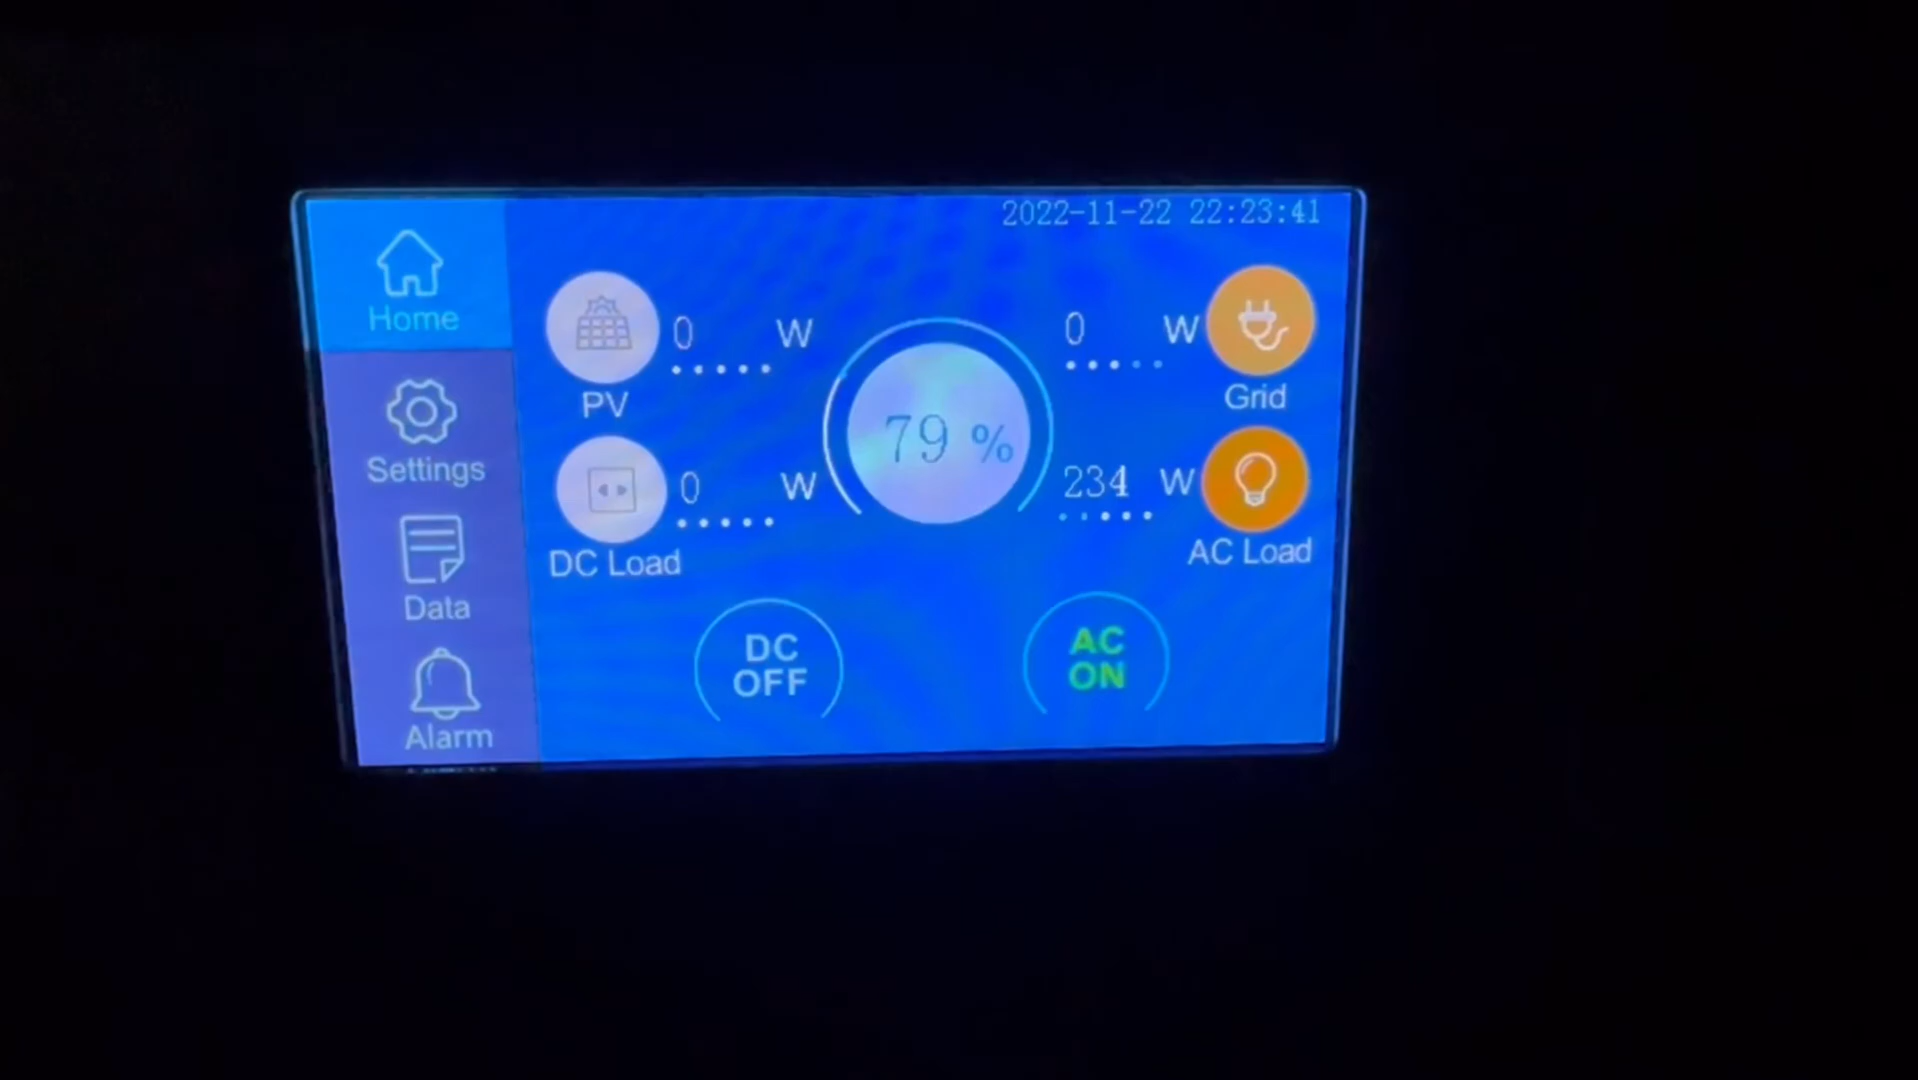 2022-11-22 22:23:41
Home
Settings
Data
Alarm
0 W
PV
0 W
DC Load
79 %
0 W
Grid
234 W
AC Load
DC
OFF
AC
ON